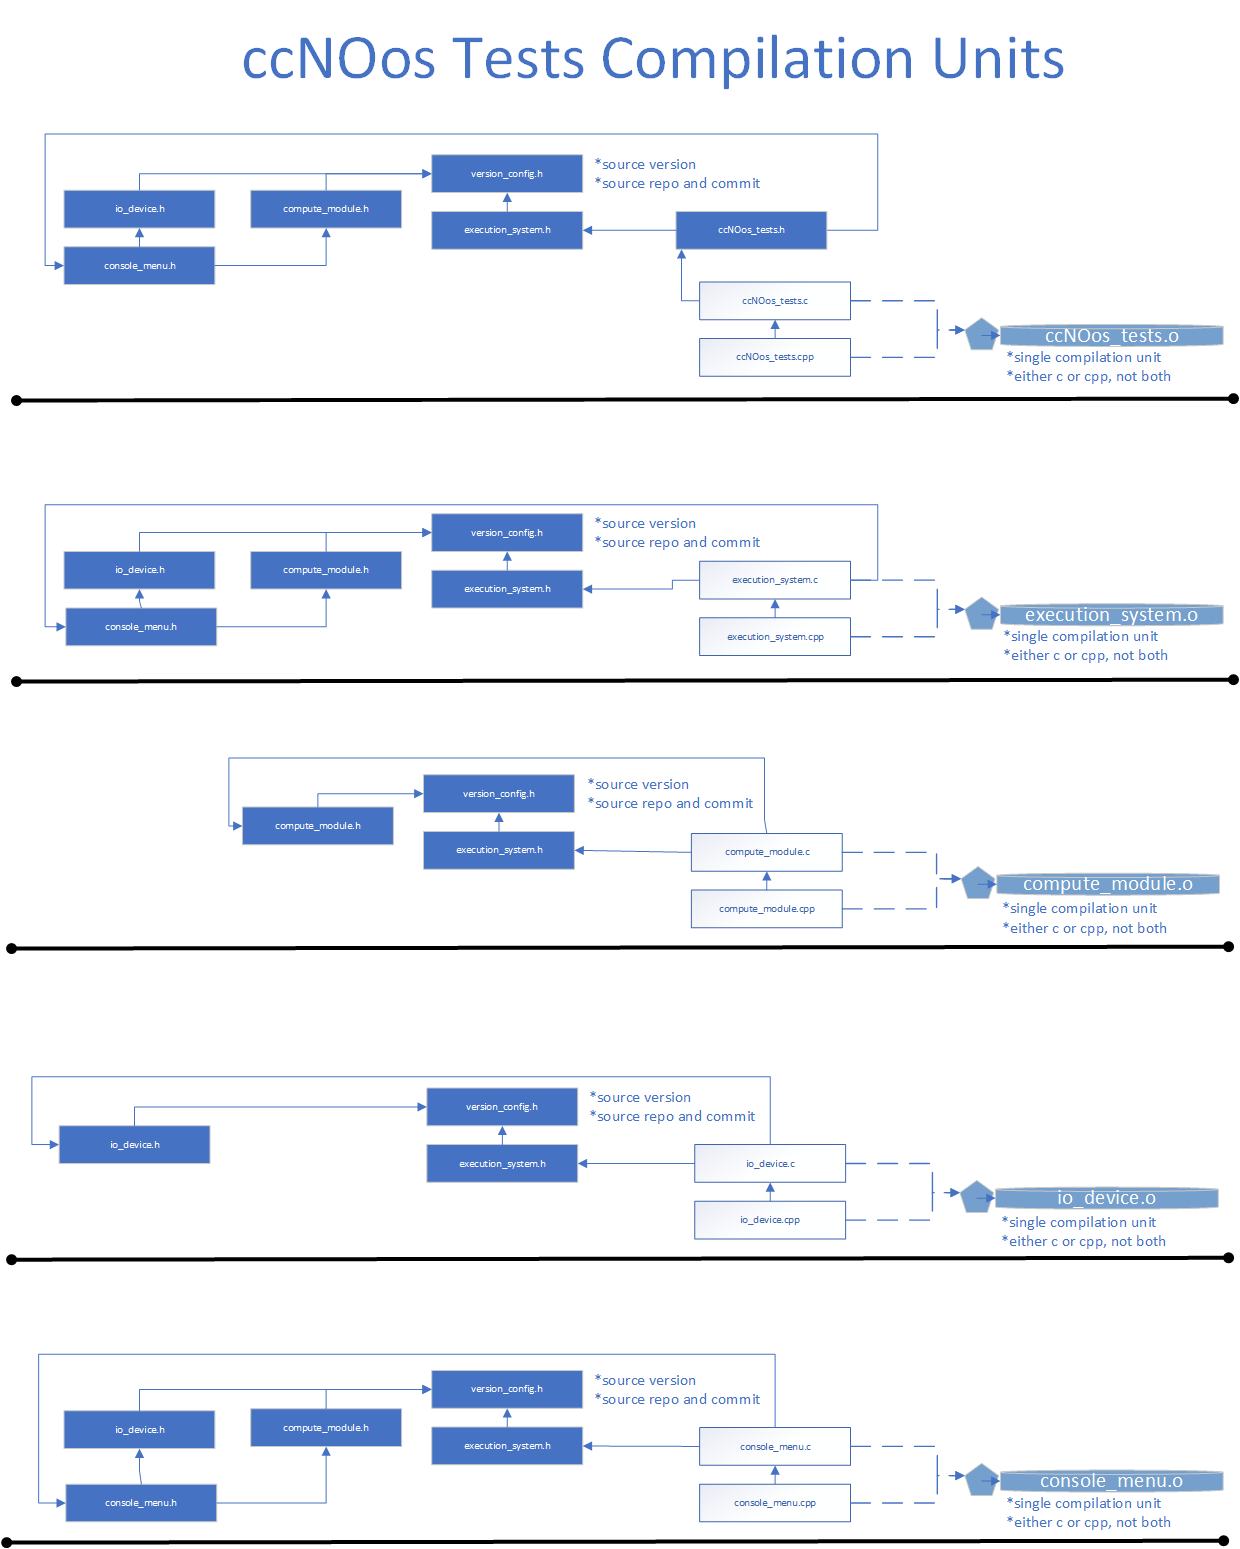 ccNOos Tests Compilation Units
version_config.h
*source version
*source repo and commit
io_device.h
compute_module.h
execution_system.h
ccNOos_tests.h
console_menu.h
ccNOos_tests.c
ccNOos_tests.o
ccNOos_tests.cpp
*single compilation unit
*either c or cpp, not both
version_config.h
*source version
*source repo and commit
io_device.h
compute_module.h
execution_system.h
execution_system.c
console_menu.h
execution_system.o
execution_system.cpp
*single compilation unit
*either c or cpp, not both
version_config.h
*source version
*source repo and commit
compute_module.h
execution_system.h
compute_module.c
compute_module.o
compute_module.cpp
*single compilation unit
*either c or cpp, not both
version_config.h
*source version
*source repo and commit
io_device.h
execution_system.h
io_device.c
io_device.o
io_device.cpp
*single compilation unit
*either c or cpp, not both
version_config.h
*source version
*source repo and commit
io_device.h
compute_module.h
execution_system.h
console_menu.c
console_menu.o
console_menu.h
console_menu.cpp
*single compilation unit
*either c or cpp, not both